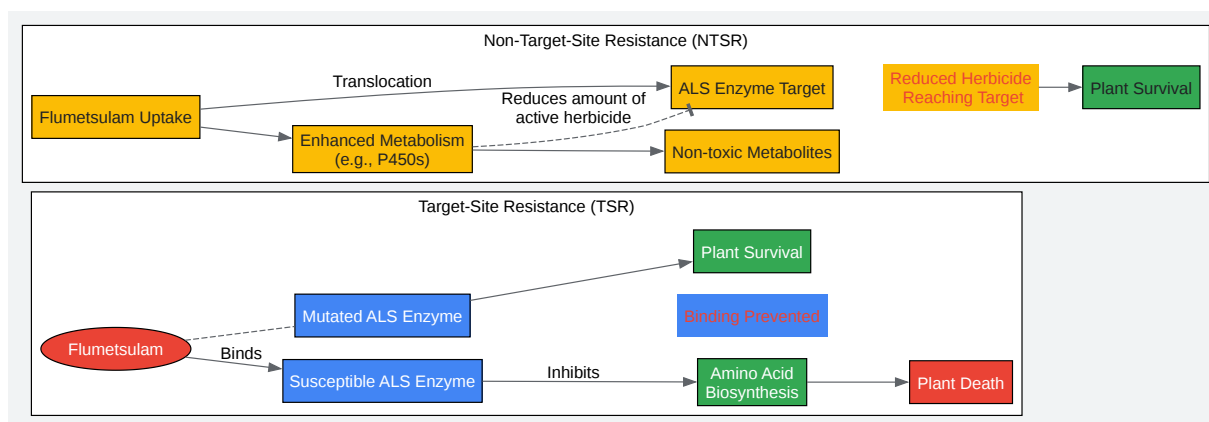 Non-Target-Site Resistance (NTSR)
Translocation
Flumetsulam Uptake
Reduces amount of
active herbicide
ALS Enzyme Target
Reduced Herbicide
Reaching Target
Plant Survival
Enhanced Metabolism
(e.g., P450s)
Non-toxic Metabolites
Target-Site Resistance (TSR)
Plant Survival
Mutated ALS Enzyme
Binding Prevented
Flumetsulam
Binds
Susceptible ALS Enzyme
Inhibits
Amino Acid
Biosynthesis
Plant Death